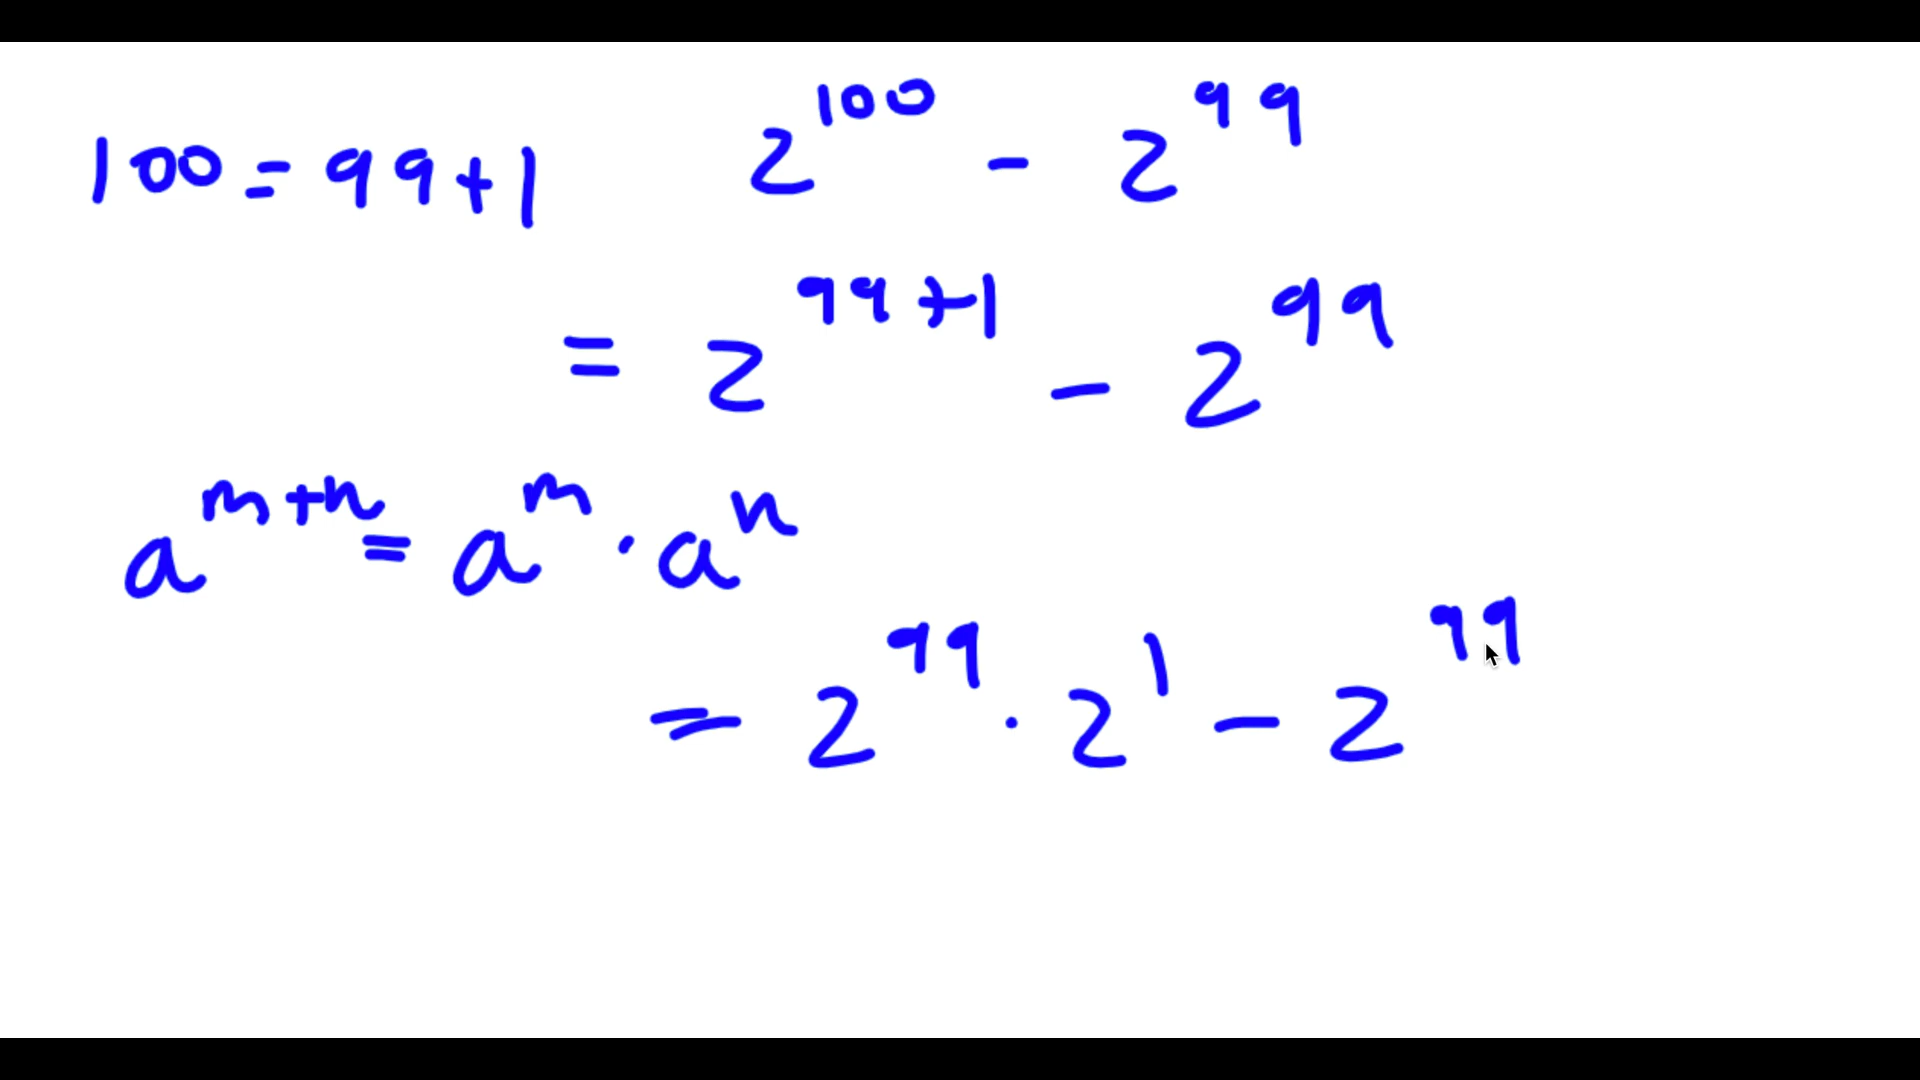 2^100 - 2^99
100 = 99+1
= 2^99+1 - 2^99
a^m+n = a^m · a^n
= 2^99 · 2^1 - 2^99